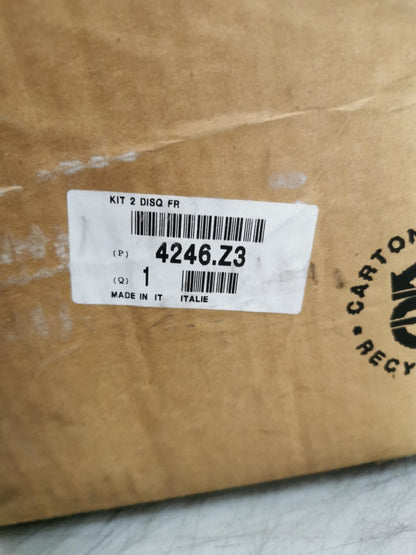 KIT 2 DISQ FR
(P) 4246.Z3
(Q) 1
MADE IN IT ITALIE
CARTON
RECY